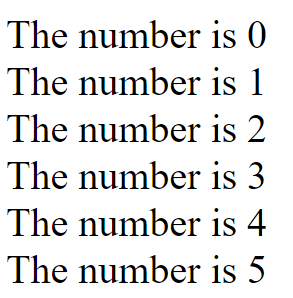 The number is 0
The number is 1
The number is 2
The number is 3
The number is 4
The number is 5